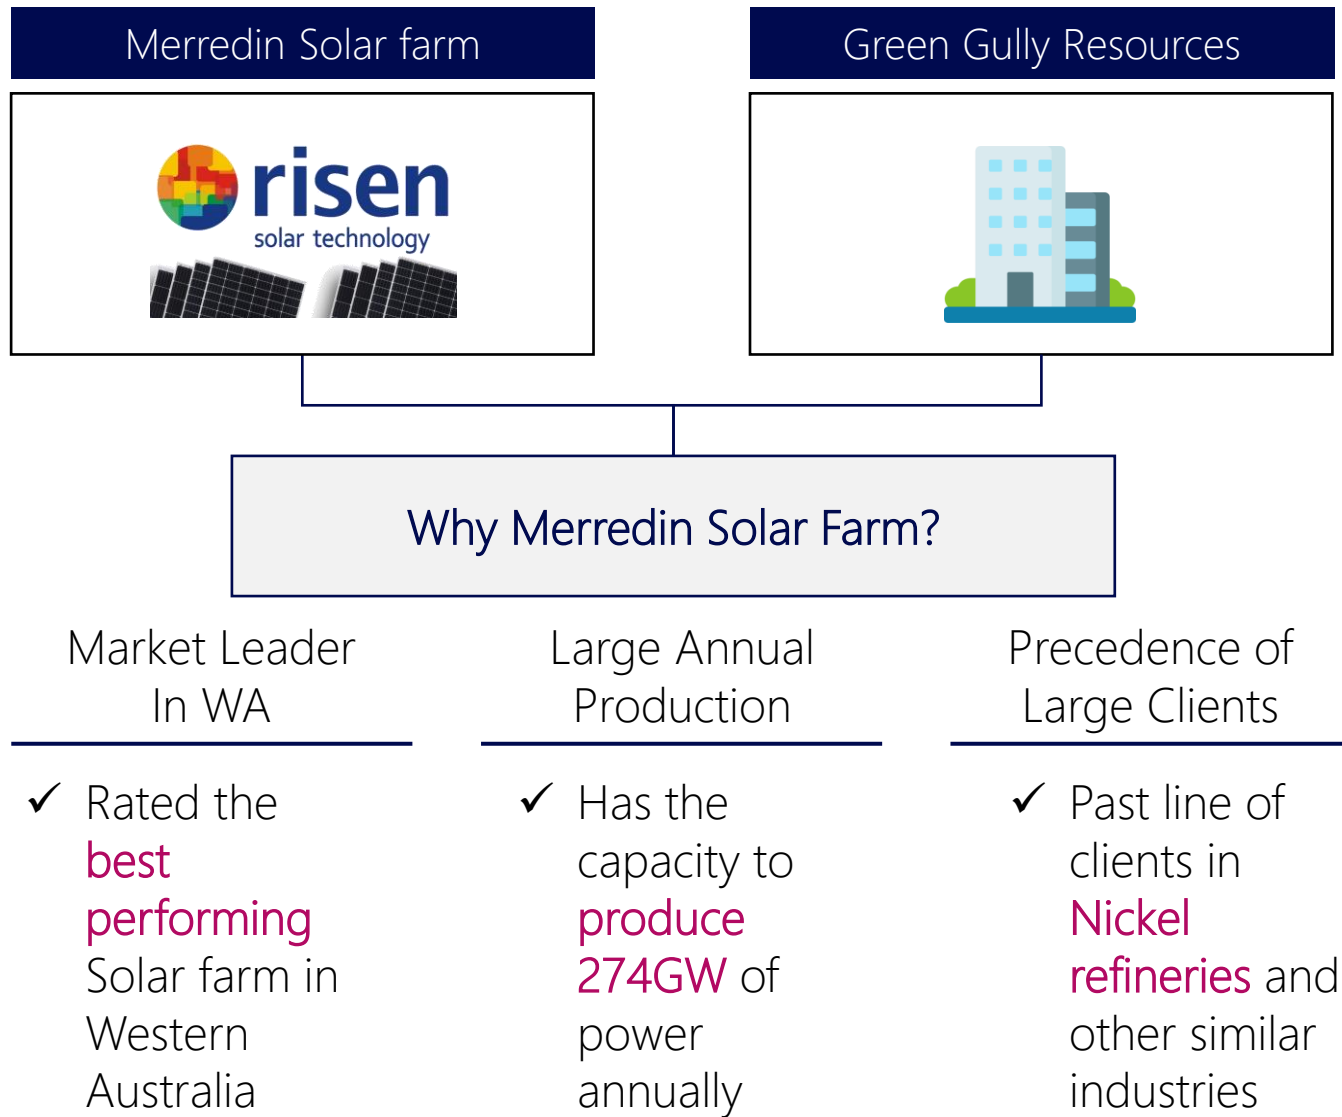 Merredin Solar farm
Green Gully Resources
risen
solar technology
Why Merredin Solar Farm?
Market Leader
In WA
Large Annual
Production
Precedence of
Large Clients
✓ Rated the
best
performing
Solar farm in
Western
Australia
✓ Has the
capacity to
produce
274GW of
power
annually
✓ Past line of
clients in
Nickel
refineries and
other similar
industries